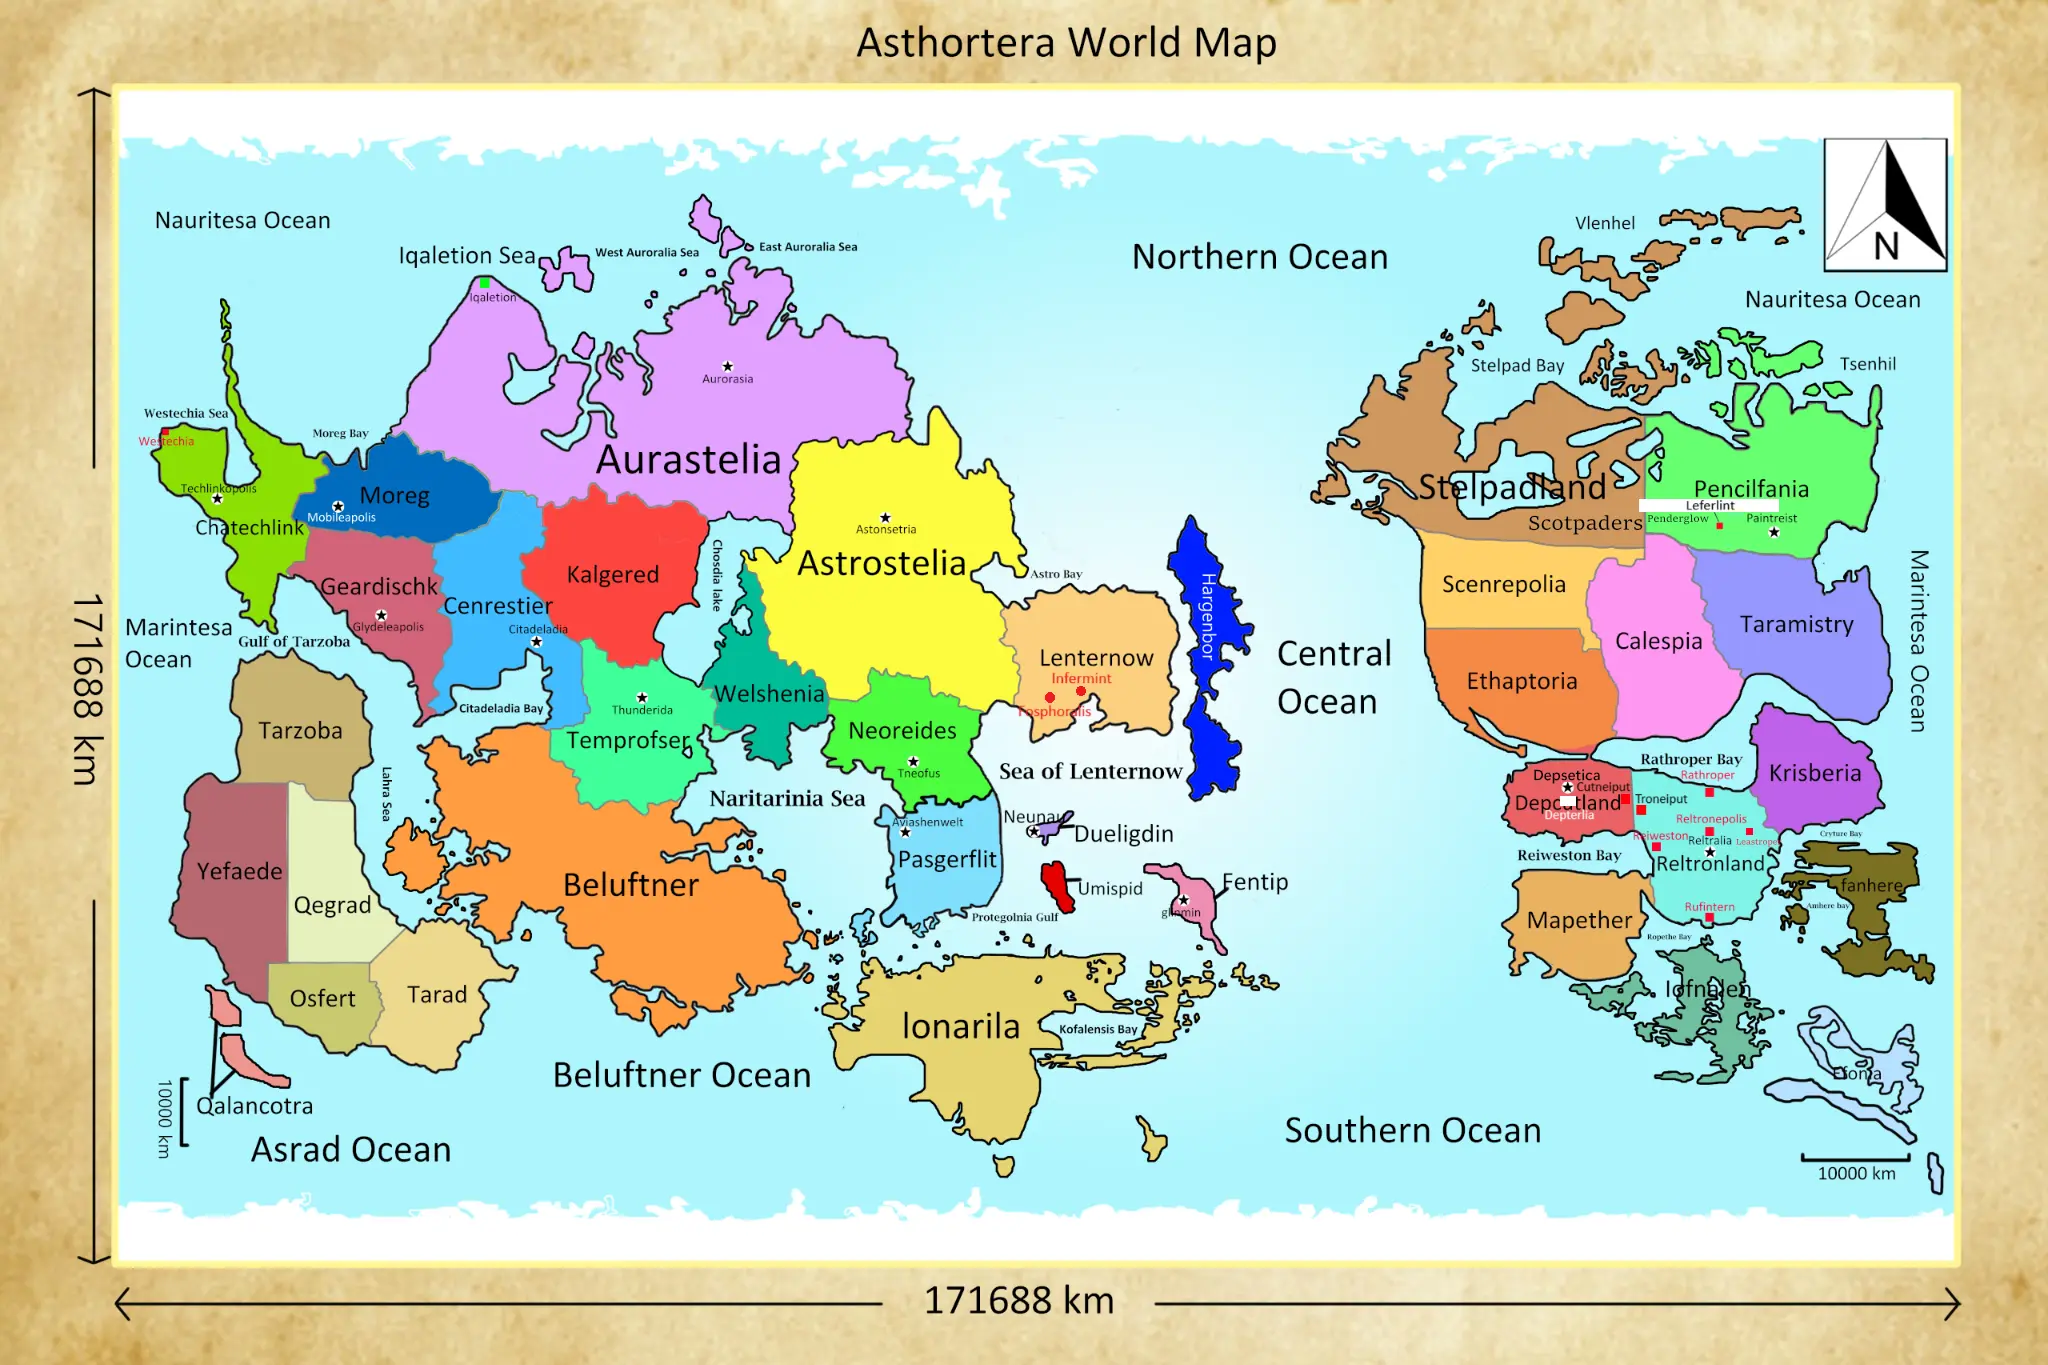 Asthortera World Map
Nauritesa Ocean
Iqaletion Sea
West Auroralia Sea
East Auroralia Sea
Northern Ocean
Vlenhel
N
Nauritesa Ocean
Iqaletion
Stelpad Bay
Tsenhil
Aurorasia
Westechia Sea
Westechia
Moreg Bay
Aurastelia
Techlinkopolis
Chatechlink
Moreg
Mobileapolis
Astonsetria
Astrostelia
Stelpadland
Scotpaders
Pencilfania
Leferlint
Penderglow
Paintreist
Geardischk
Glydeleapolis
Cenrestier
Citadeladia
Kalgered
Chosdia lake
Astro Bay
Hargenbor
Scenrepolia
Calespia
Taramistry
Marintesa Ocean
171688 km
Marintesa
Ocean
Gulf of Tarzoba
Central
Ocean
Lenternow
Infermint
Fosphoralis
Ethaptoria
Citadeladia Bay
Thunderida
Temprofser
Welshenia
Neoreides
Tneofus
Tarzoba
Lahra Sea
Naritarinia Sea
Sea of Lenternow
Rathroper Bay
Rathroper
Krisberia
Depsetica
Cutneiput
Depcutland
Depterlia
Troneiput
Reltronepolis
Reiweston
Reltralia
Leastrope
Reltronland
Cryture Bay
Reiweston Bay
Neunau
Dueligdin
Aviashenwelt
Pasgerflit
Yefaede
Qegrad
Beluftner
Umispid
Fentip
glinmin
Protegolnia Gulf
Mapether
Rufintern
Ropethe Bay
fanhere
Amhere bay
Osfert
Tarad
Ionarila
Kofalensis Bay
Iofnalen
Efonia
Qalancotra
10000 km
Asrad Ocean
Beluftner Ocean
Southern Ocean
10000 km
171688 km